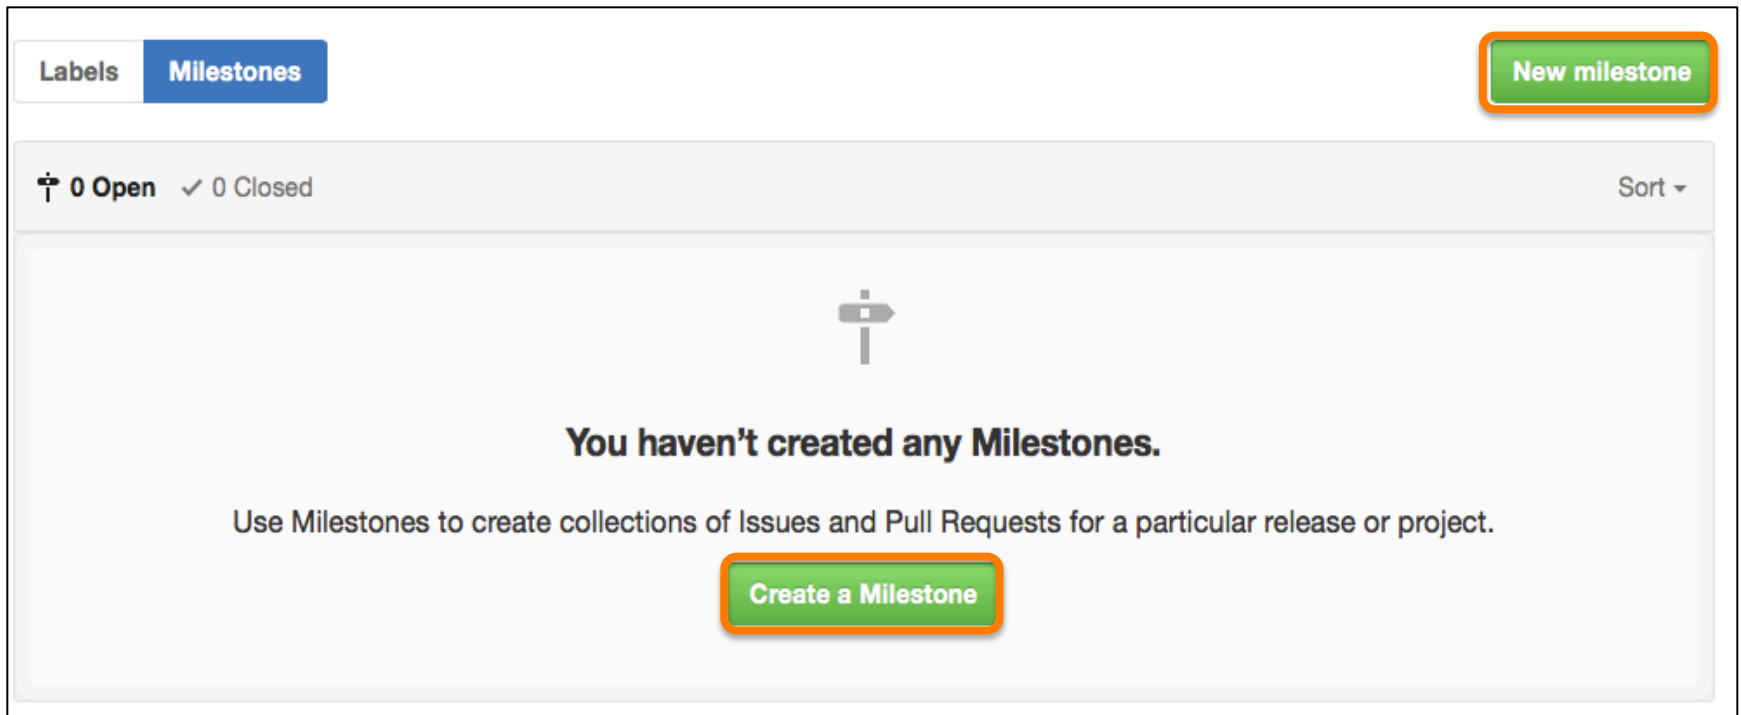 Labels Milestones New milestone
0 Open 0 Closed Sort
You haven't created any Milestones.
Use Milestones to create collections of Issues and Pull Requests for a particular release or project.
Create a Milestone